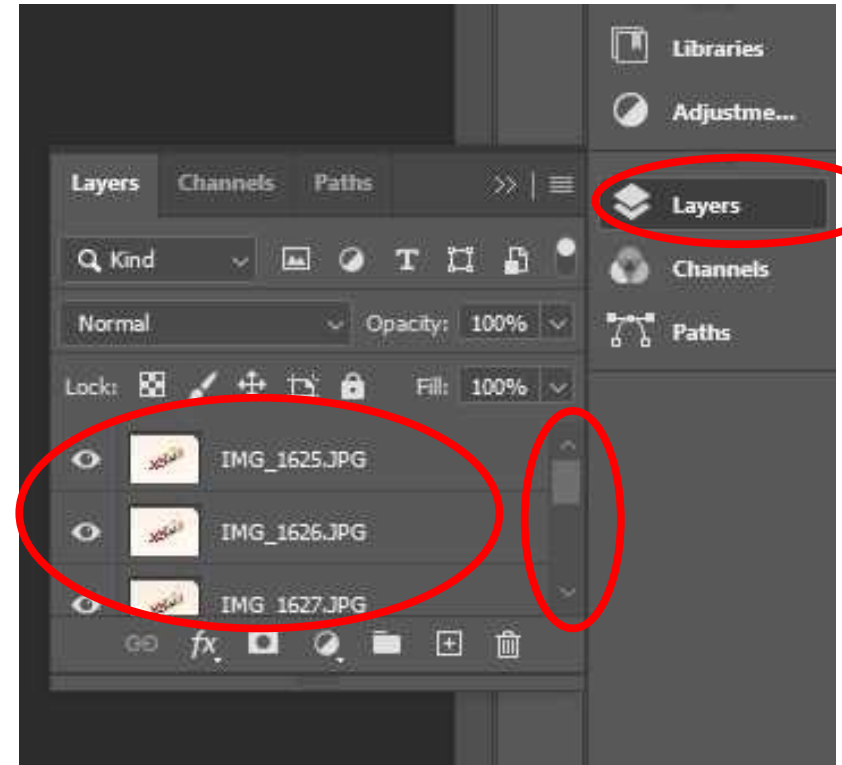 Libraries
Adjustme...
Layers Channels Paths
Layers
Kind
T
Channels
Normal Opacity: 100%
Paths
Lock: Fill: 100%
IMG_1625.JPG
IMG_1626.JPG
IMG_1627.JPG
fx